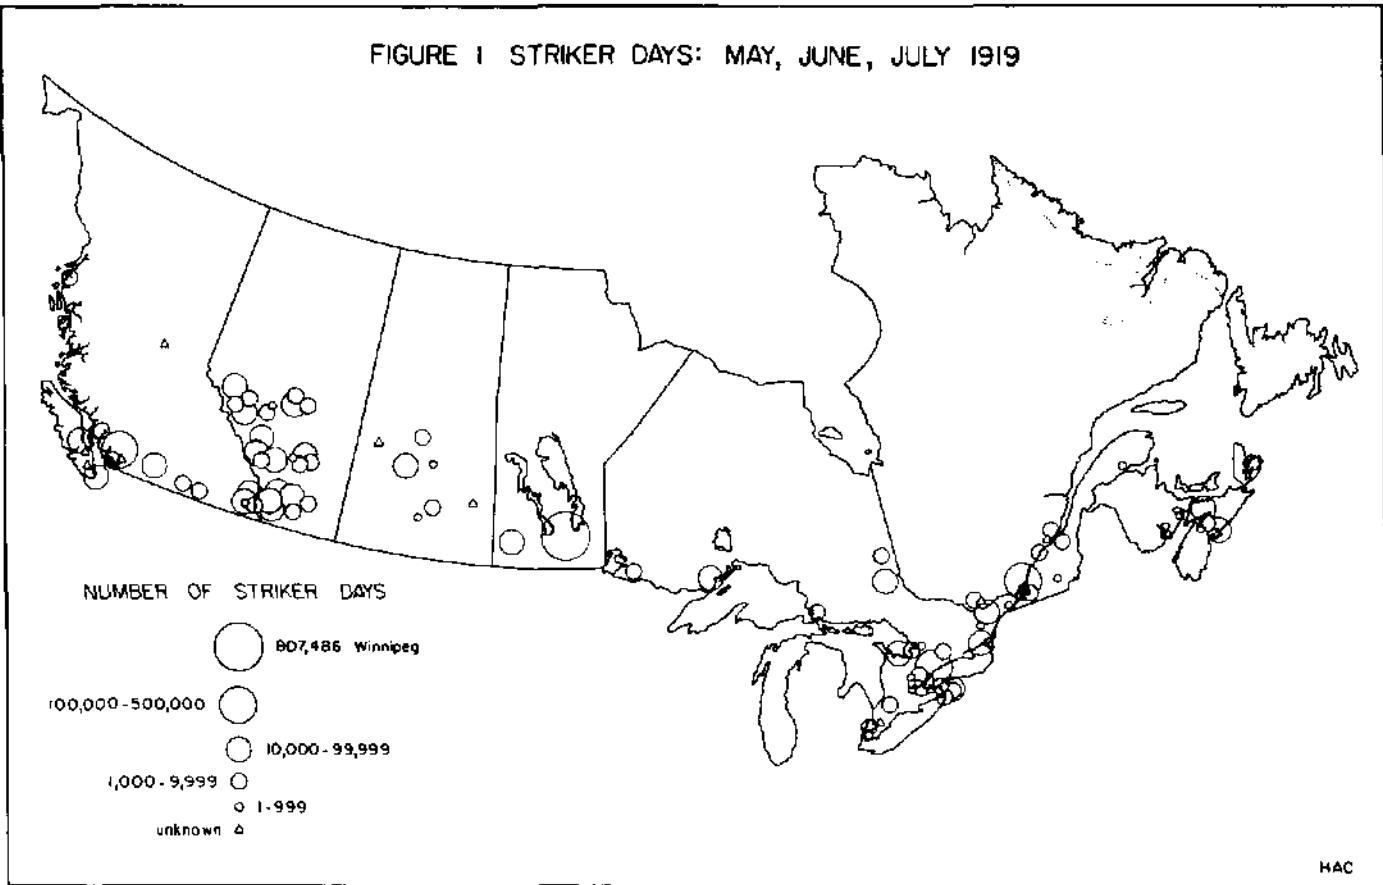 FIGURE 1 STRIKER DAYS: MAY, JUNE, JULY 1919
NUMBER OF STRIKER DAYS
807,486 Winnipeg
100,000-500,000
10,000-99,999
1,000-9,999
1-999
unknown
HAC